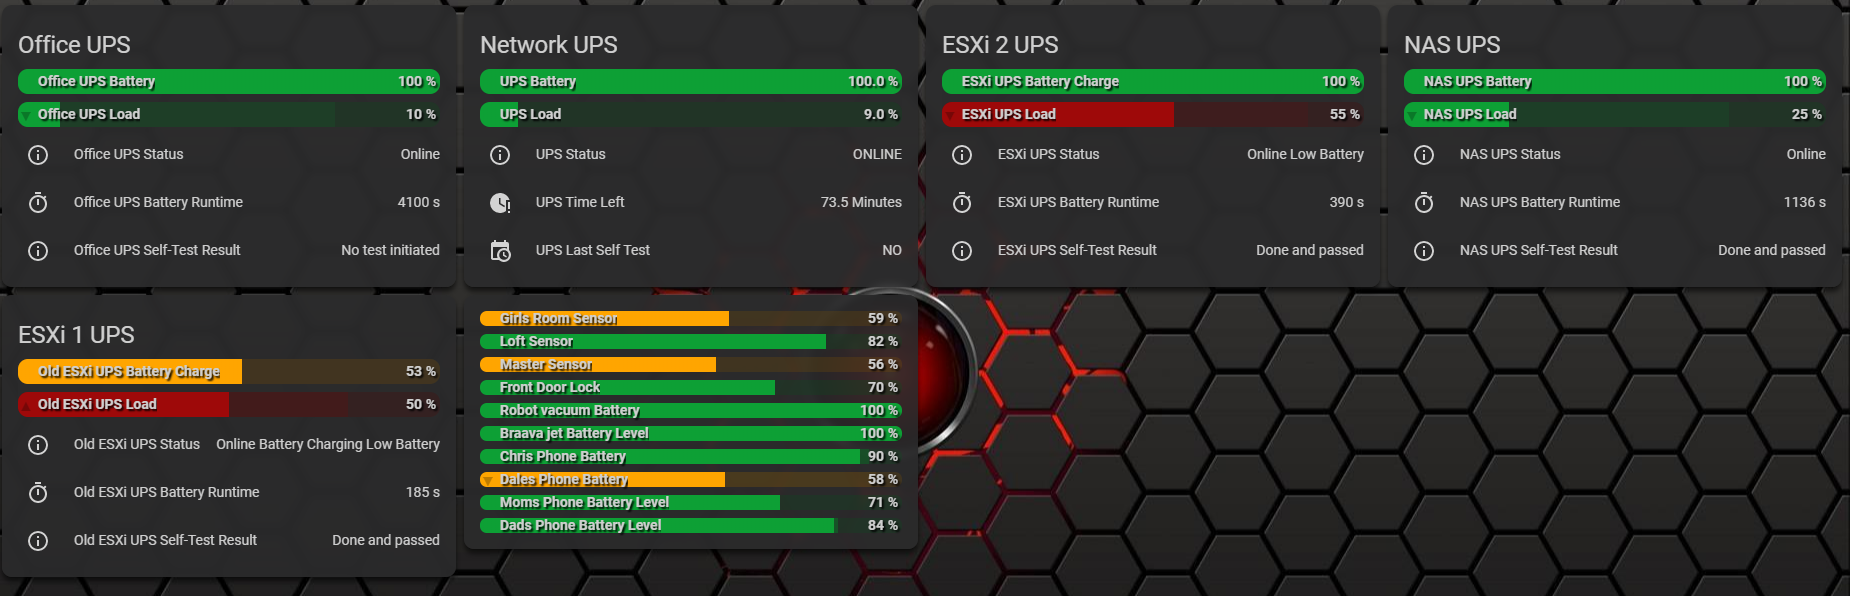 Office UPS
Office UPS Battery 100 %
Office UPS Load 10 %
Office UPS Status Online
Office UPS Battery Runtime 4100 s
Office UPS Self-Test Result No test initiated
Network UPS
UPS Battery 100.0 %
UPS Load 9.0 %
UPS Status ONLINE
UPS Time Left 73.5 Minutes
UPS Last Self Test NO
ESXi 2 UPS
ESXi UPS Battery Charge 100 %
ESXi UPS Load 55 %
ESXi UPS Status Online Low Battery
ESXi UPS Battery Runtime 390 s
ESXi UPS Self-Test Result Done and passed
NAS UPS
NAS UPS Battery 100 %
NAS UPS Load 25 %
NAS UPS Status Online
NAS UPS Battery Runtime 1136 s
NAS UPS Self-Test Result Done and passed
ESXi 1 UPS
Old ESXi UPS Battery Charge 53 %
Old ESXi UPS Load 50 %
Old ESXi UPS Status Online Battery Charging Low Battery
Old ESXi UPS Battery Runtime 185 s
Old ESXi UPS Self-Test Result Done and passed
Girls Room Sensor 59 %
Loft Sensor 82 %
Master Sensor 56 %
Front Door Lock 70 %
Robot vacuum Battery 100 %
Braava jet Battery Level 100 %
Chris Phone Battery 90 %
Dales Phone Battery 58 %
Moms Phone Battery Level 71 %
Dads Phone Battery Level 84 %